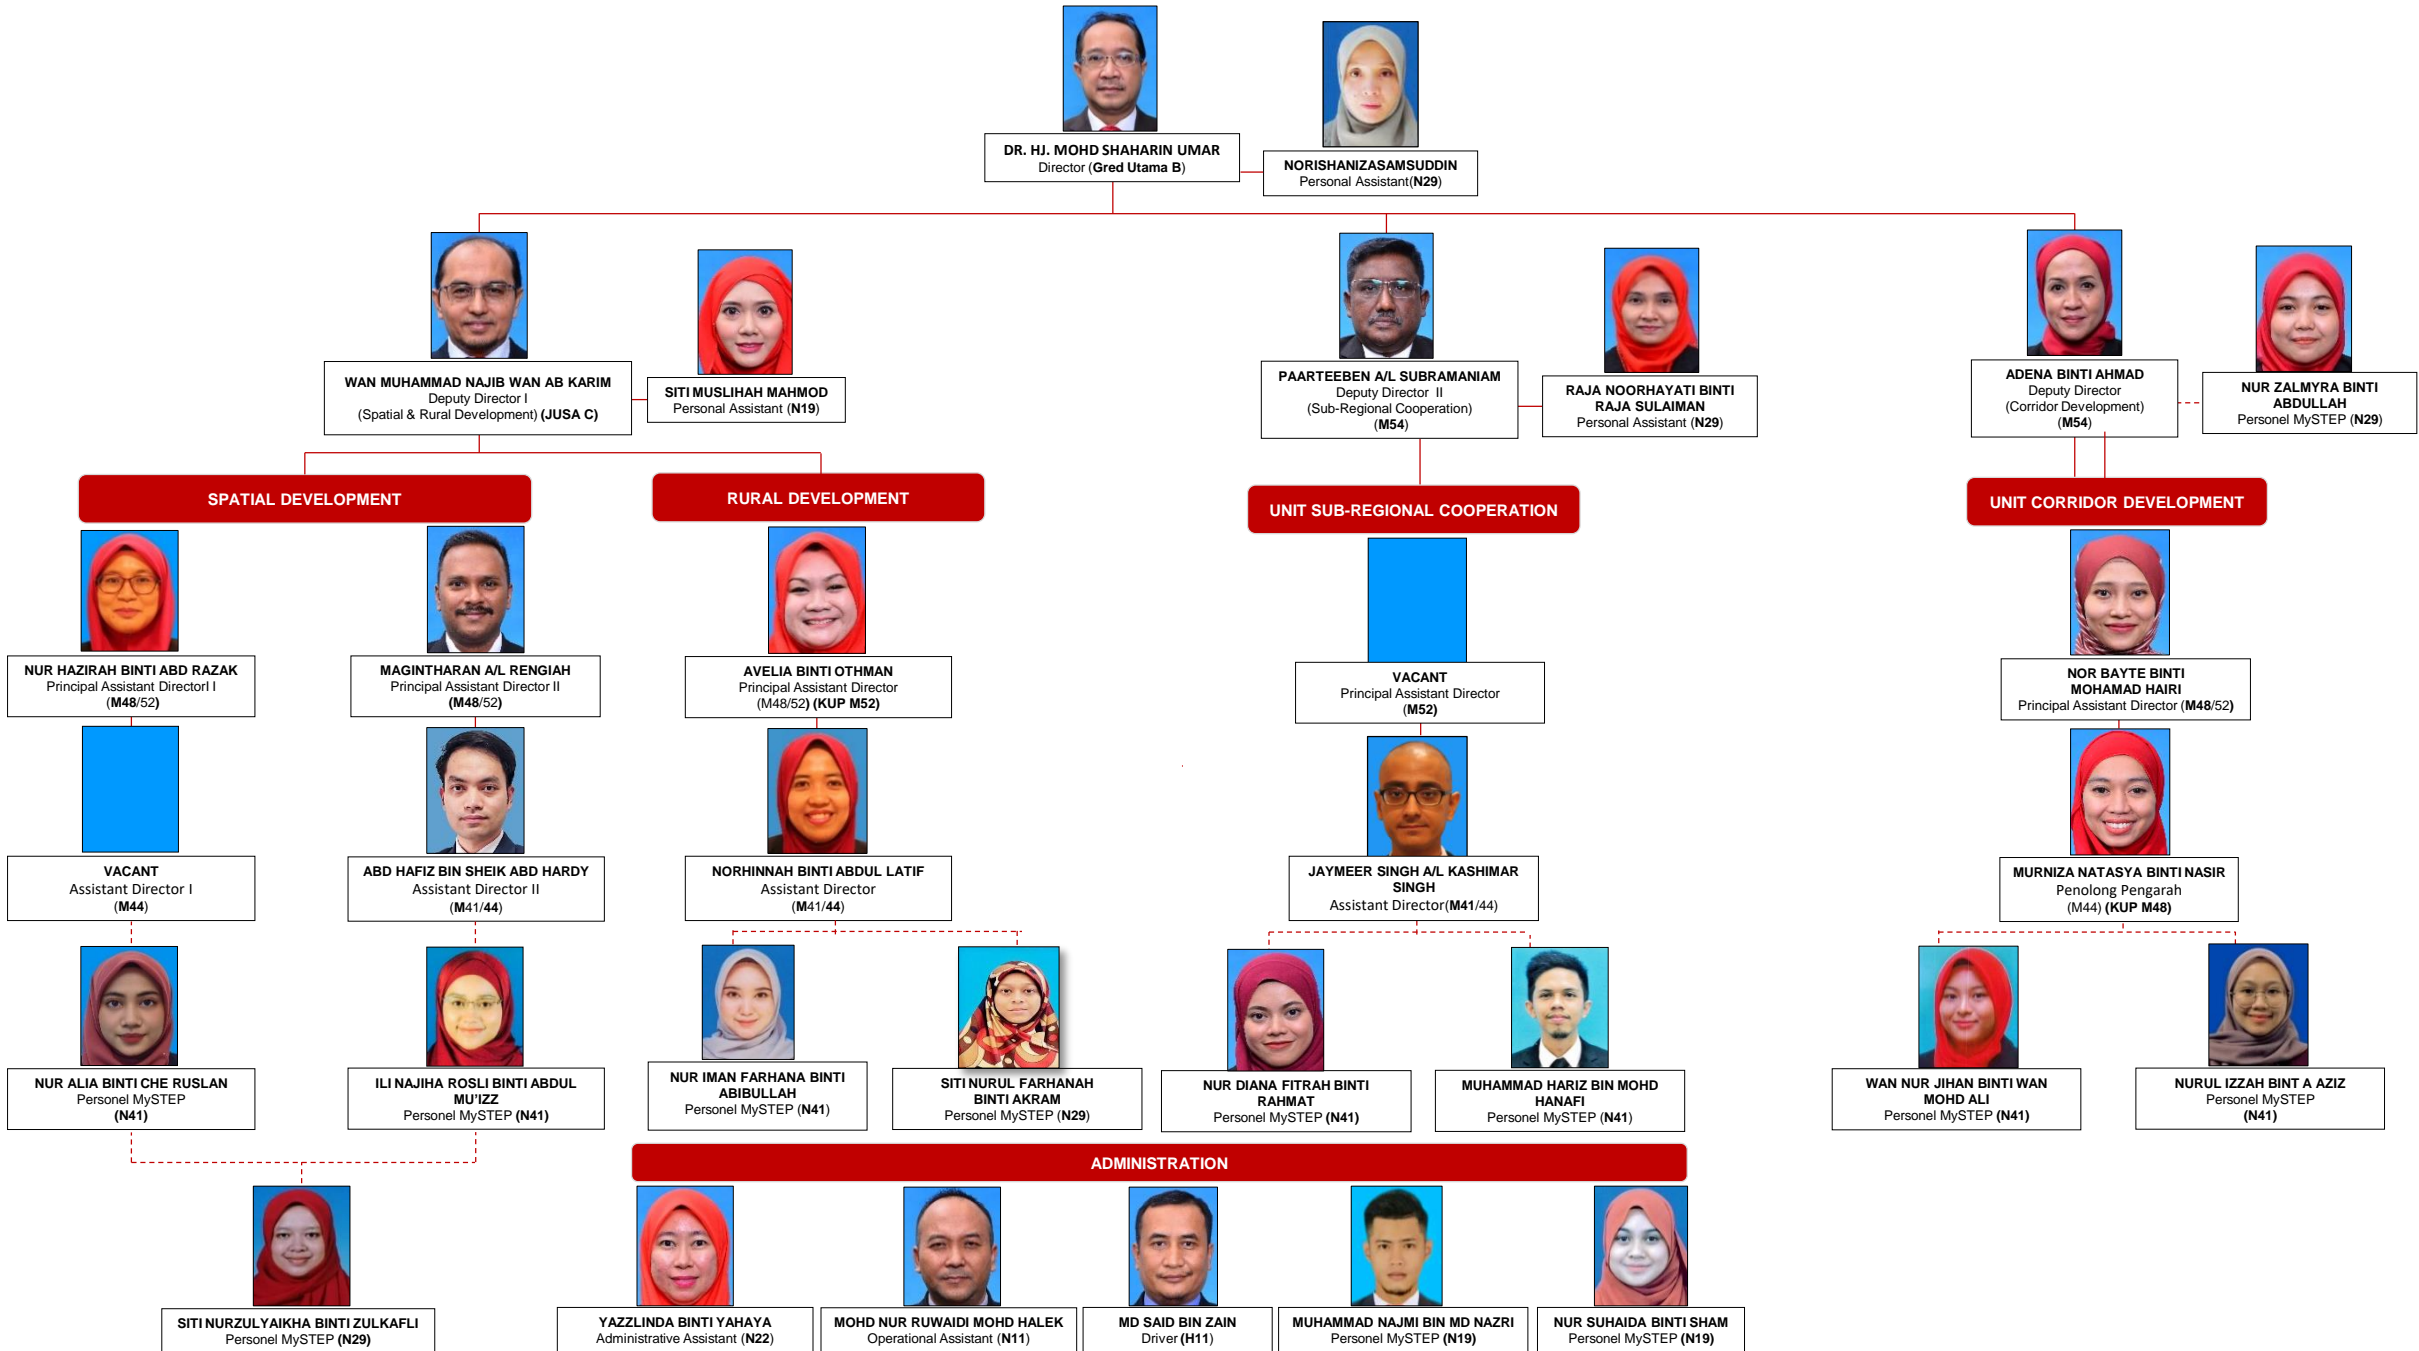 DR. HJ. MOHD SHAHARIN UMAR
Director (Gred Utama B)
NORISHANIZASAMSUDDIN
Personal Assistant(N29)
WAN MUHAMMAD NAJIB WAN AB KARIM
Deputy Director I
(Spatial & Rural Development) (JUSA C)
SITI MUSLIHAH MAHMOD
Personal Assistant (N19)
PAARTEEBEN A/L SUBRAMANIAM
Deputy Director II
(Sub-Regional Cooperation)
(M54)
RAJA NOORHAYATI BINTI
RAJA SULAIMAN
Personal Assistant (N29)
ADENA BINTI AHMAD
Deputy Director
(Corridor Development)
(M54)
NUR ZALMYRA BINTI
ABDULLAH
Personel MySTEP (N29)
SPATIAL DEVELOPMENT
RURAL DEVELOPMENT
UNIT SUB-REGIONAL COOPERATION
UNIT CORRIDOR DEVELOPMENT
NUR HAZIRAH BINTI ABD RAZAK
Principal Assistant DirectorI I
(M48/52)
MAGINTHARAN A/L RENGIAH
Principal Assistant Director II
(M48/52)
AVELIA BINTI OTHMAN
Principal Assistant Director
(M48/52) (KUP M52)
VACANT
Principal Assistant Director
(M52)
NOR BAYTE BINTI
MOHAMAD HAIRI
Principal Assistant Director (M48/52)
VACANT
Assistant Director I
(M44)
ABD HAFIZ BIN SHEIK ABD HARDY
Assistant Director II
(M41/44)
NORHINNAH BINTI ABDUL LATIF
Assistant Director
(M41/44)
JAYMEER SINGH A/L KASHIMAR
SINGH
Assistant Director(M41/44)
MURNIZA NATASYA BINTI NASIR
Penolong Pengarah
(M44) (KUP M48)
NUR ALIA BINTI CHE RUSLAN
Personel MySTEP
(N41)
ILI NAJIHA ROSLI BINTI ABDUL
MU'IZZ
Personel MySTEP (N41)
NUR IMAN FARHANA BINTI
ABIBULLAH
Personel MySTEP (N41)
SITI NURUL FARHANAH
BINTI AKRAM
Personel MySTEP (N29)
NUR DIANA FITRAH BINTI
RAHMAT
Personel MySTEP (N41)
MUHAMMAD HARIZ BIN MOHD
HANAFI
Personel MySTEP (N41)
WAN NUR JIHAN BINTI WAN
MOHD ALI
Personel MySTEP (N41)
NURUL IZZAH BINT A AZIZ
Personel MySTEP
(N41)
ADMINISTRATION
SITI NURZULYAIKHA BINTI ZULKAFLI
Personel MySTEP (N29)
YAZZLINDA BINTI YAHAYA
Administrative Assistant (N22)
MOHD NUR RUWAIDI MOHD HALEK
Operational Assistant (N11)
MD SAID BIN ZAIN
Driver (H11)
MUHAMMAD NAJMI BIN MD NAZRI
Personel MySTEP (N19)
NUR SUHAIDA BINTI SHAM
Personel MySTEP (N19)